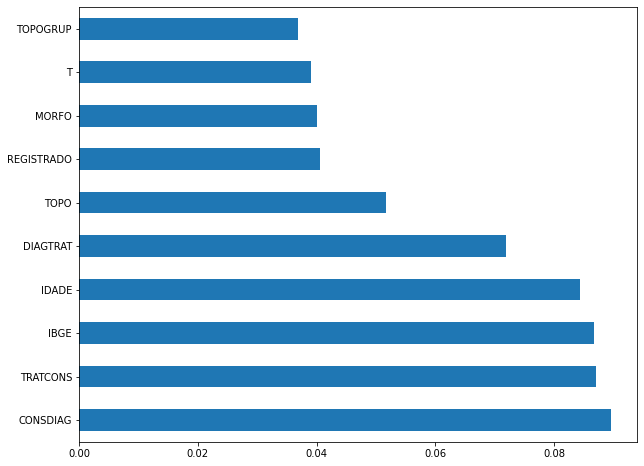 TOPOGRUP
T
MORFO
REGISTRADO
TOPO
DIAGTRAT
IDADE
IBGE
TRATCONS
CONSDIAG
0.00 0.02 0.04 0.06 0.08